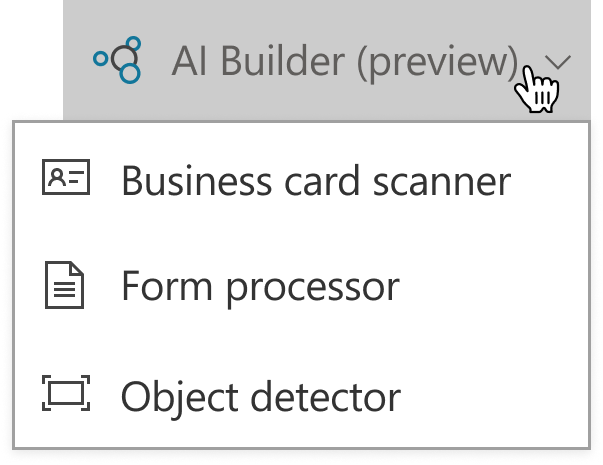 AI Builder (preview)
Business card scanner
Form processor
Object detector